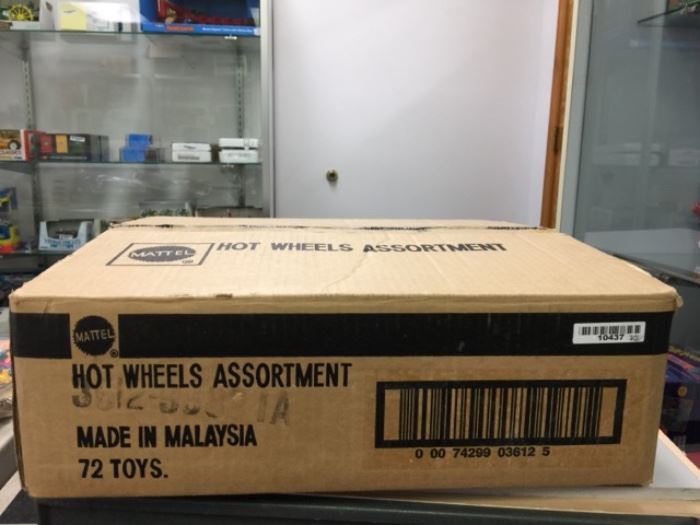 MATTEL ®
HOT WHEELS ASSORTMENT
MATTEL ®
10437
HOT WHEELS ASSORTMENT
MADE IN MALAYSIA
72 TOYS.
0 00 74299 03612 5